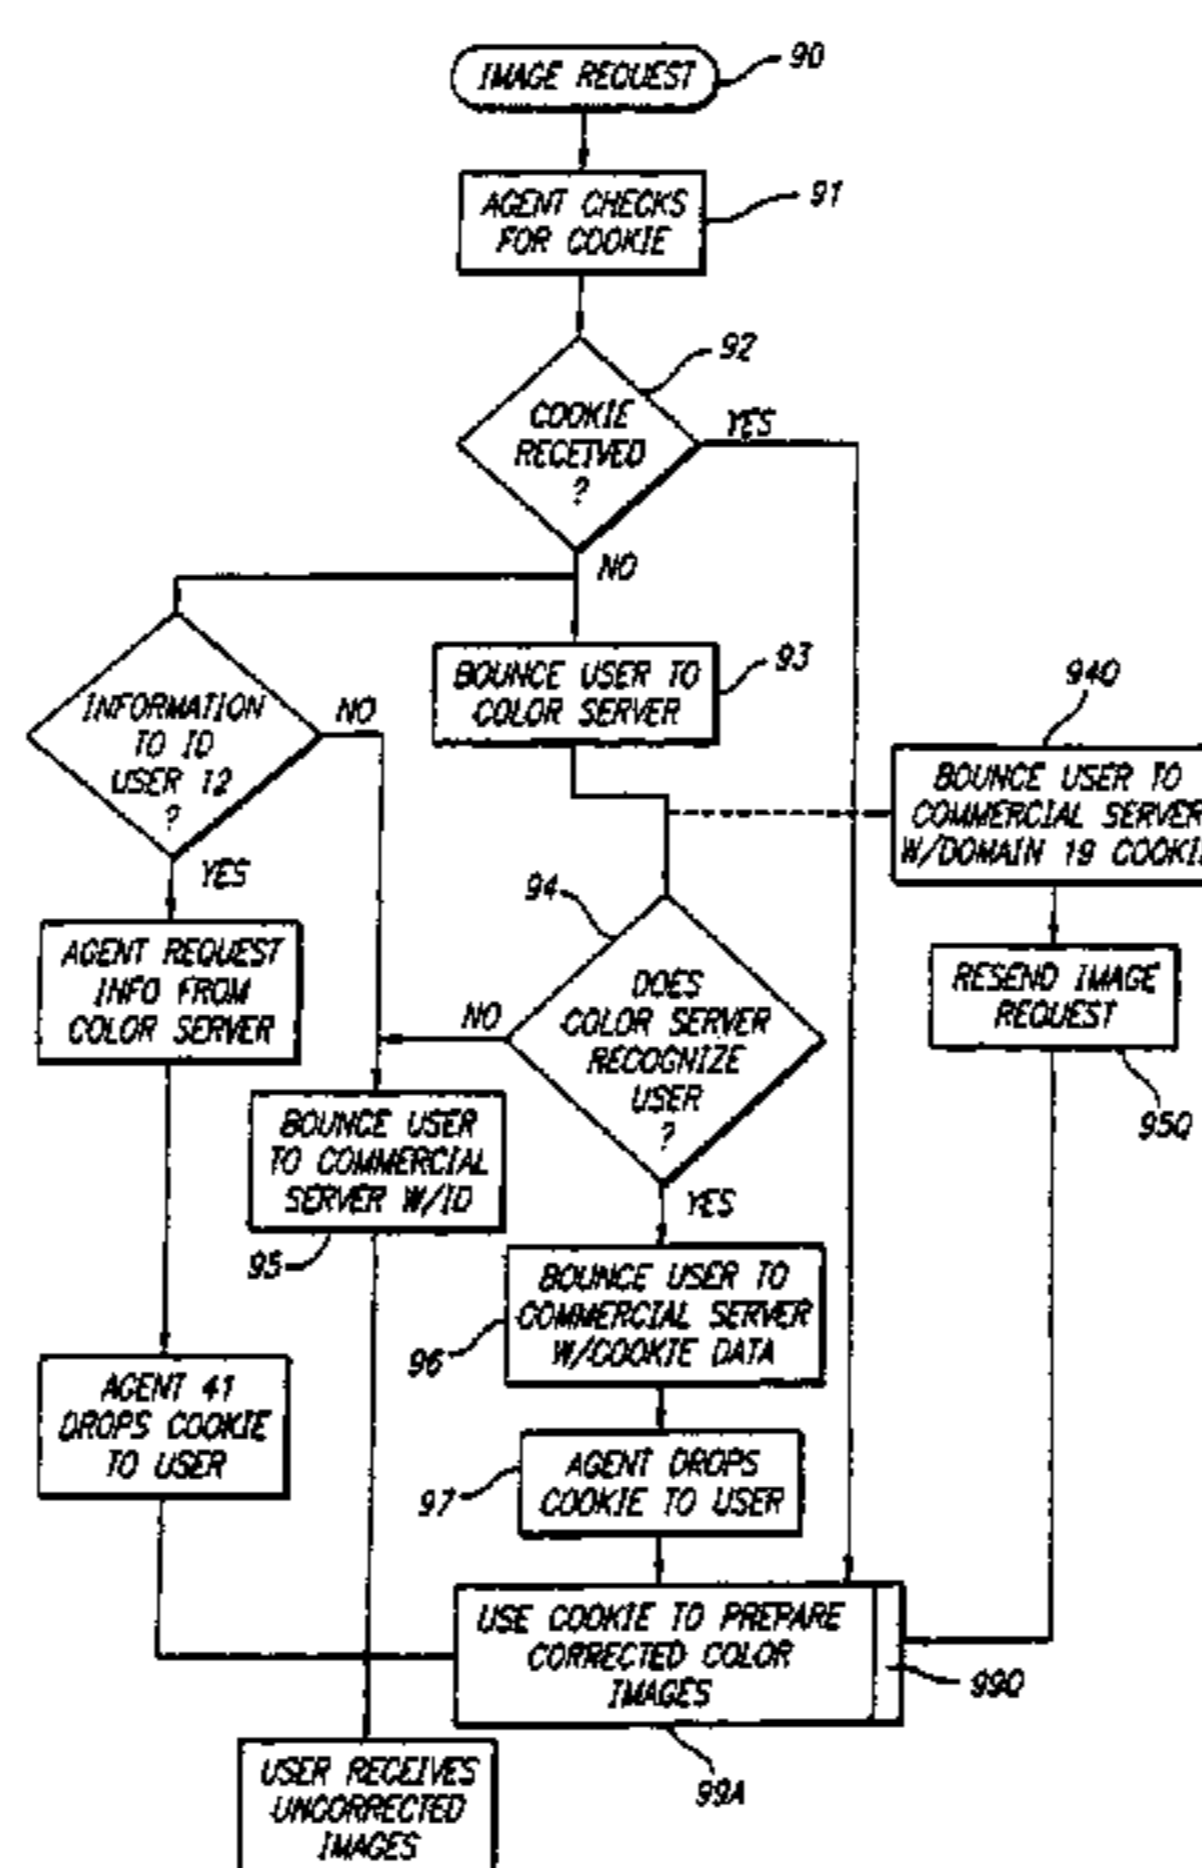 IMAGE REQUEST
90
AGENT CHECKS
FOR COOKIE
91
92
COOKIE
RECEIVED
?
YES
NO
INFORMATION
TO ID
USER 12
?
NO
YES
BOUNCE USER TO
COLOR SERVER
93
940
BOUNCE USER TO
COMMERCIAL SERVER
W/DOMAIN 19
RESEND IMAGE
REQUEST
950
AGENT REQUEST
INFO FROM
COLOR SERVER
94
DOES
COLOR SERVER
RECOGNIZE
USER
?
NO
YES
BOUNCE USER
TO COMMERCIAL
SERVER W/ID
95
BOUNCE USER TO
COMMERCIAL SERVER
W/COOKIE DATA
96
AGENT 41
DROPS COOKIE
TO USER
AGENT DROPS
COOKIE TO USER
97
USE COOKIE TO PREPARE
CORRECTED COLOR
IMAGES
990
99A
USER RECEIVES
UNCORRECTED
IMAGES